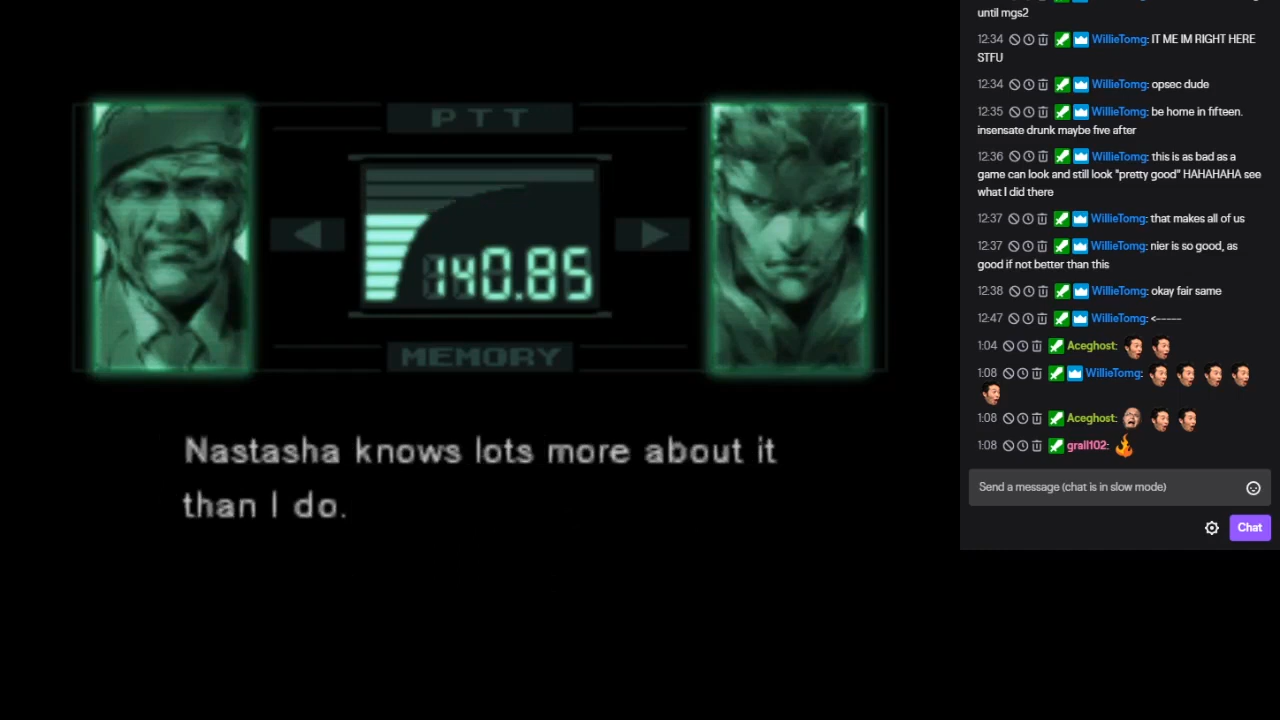 PTT
140.85
MEMORY
Nastasha knows lots more about it
than I do.
until mgs2
12:34 WillieTomg: IT ME IM RIGHT HERE
STFU
12:34 WillieTomg: opsec dude
12:35 WillieTomg: be home in fifteen.
insensate drunk maybe five after
12:36 WillieTomg: this is as bad as a
game can look and still look "pretty good" HAHAHAHA see
what I did there
12:37 WillieTomg: that makes all of us
12:37 WillieTomg: nier is so good, as
good if not better than this
12:38 WillieTomg: okay fair same
12:47 WillieTomg: <-----
1:04 Aceghost:
1:08 WillieTomg:
1:08 Aceghost:
1:08 grall102:
Send a message (chat is in slow mode)
Chat